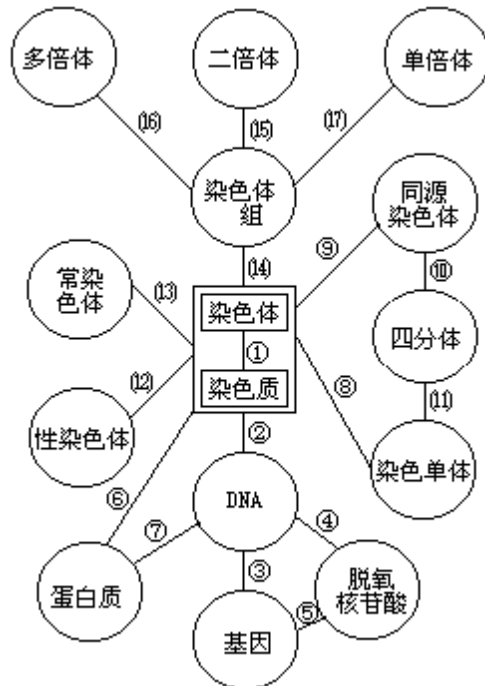 多倍体
二倍体
单倍体
(16)
(15)
(17)
染色体
组
同源
染色体
(14)
⑨
⑩
常染
色体
(13)
染色体
①
染色质
四分体
(12)
⑧
(11)
性染色体
②
染色单体
⑥
DNA
⑦
④
蛋白质
③
脱氧
核苷酸
⑤
基因